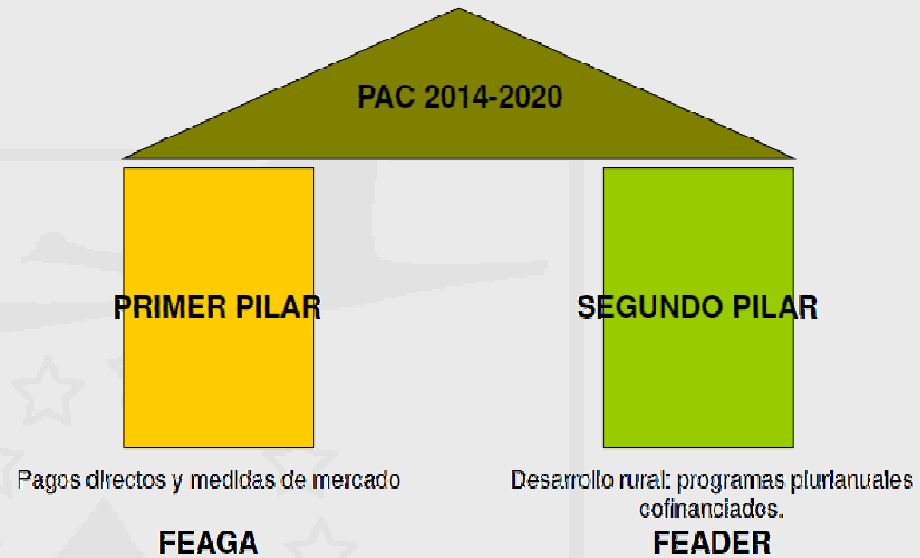 PAC 2014-2020
PRIMER PILAR
SEGUNDO PILAR
Pagos directos y medidas de mercado
FEAGA
Desarrollo rural: programas plurianuales
cofinanciados.
FEADER